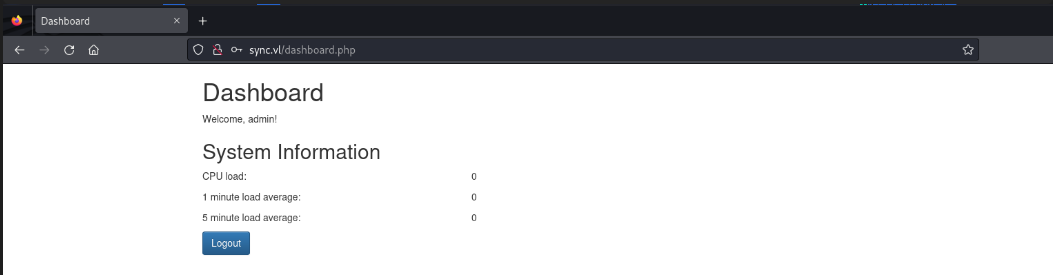 Dashboard
sync.vl/dashboard.php
Dashboard
Welcome, admin!
System Information
CPU load: 0
1 minute load average: 0
5 minute load average: 0
Logout